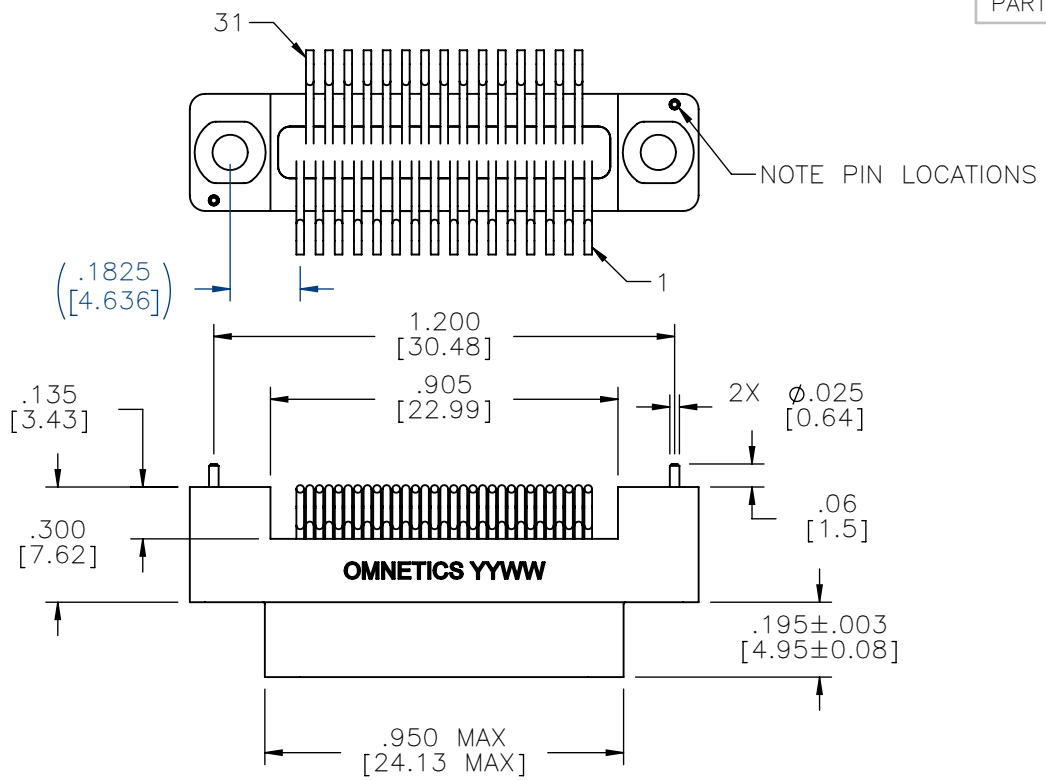 PART
31
NOTE PIN LOCATIONS
(.1825
[4.636])
1
1.200
[30.48]
.905
[22.99]
.135
[3.43]
2X ⌀.025
[0.64]
.300
[7.62]
.06
[1.5]
OMNETICS YYWW
.195±.003
[4.95±0.08]
.950 MAX
[24.13 MAX]